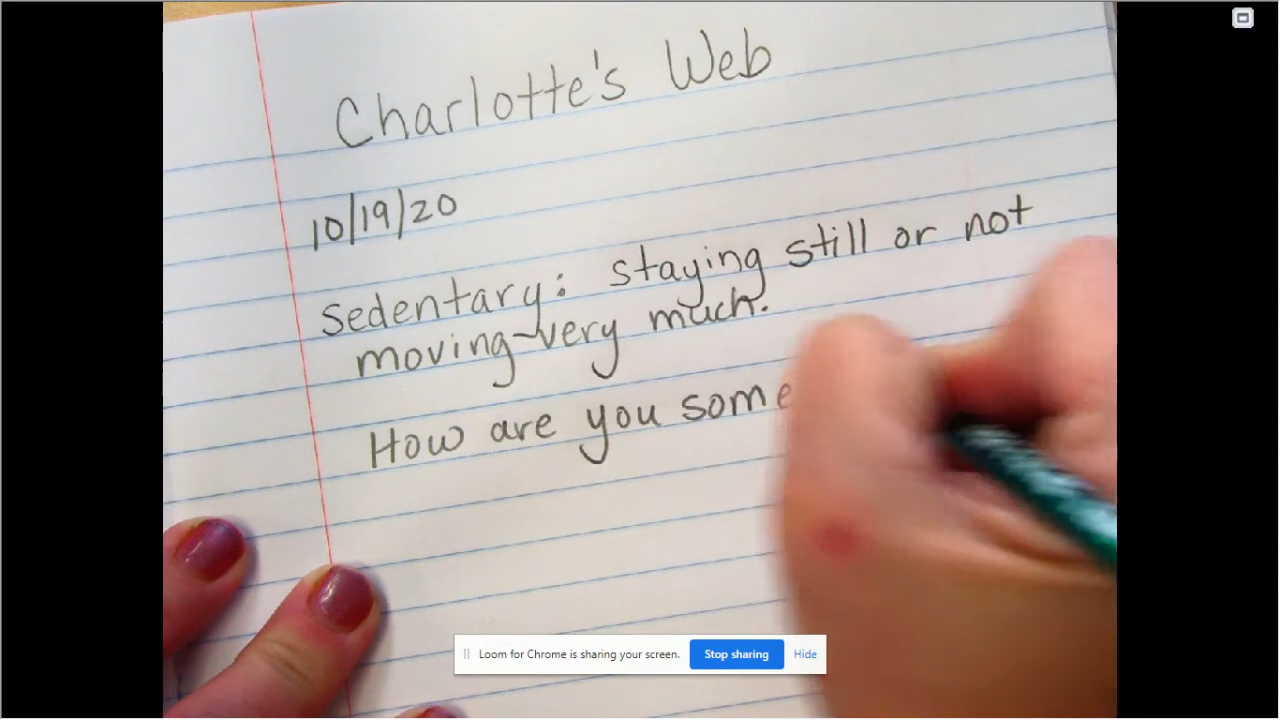 Charlotte's Web
10/19/20
Sedentary: staying still or not
moving very much.
How are you some
Loom for Chrome is sharing your screen. Stop sharing Hide